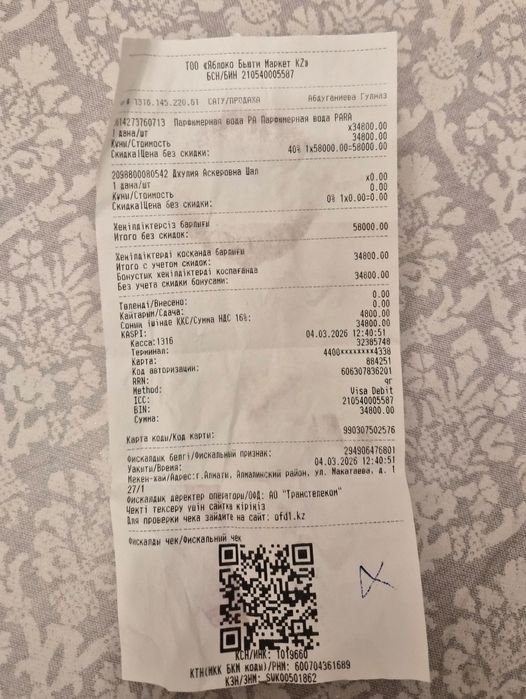 ТОО «Яблоко Бьюти Маркет KZ»
БСН/БИН 210540005587
# 1316.145.220.61 САТУ/ПРОДАЖА Абдуганиева Гулназ
3614273760713 Парфюмерная вода PA Парфюмерная вода PARA
1 дана/шт x34800.00
Құны/Стоимость 34800.00
Скидка|Цена без скидки: 40% 1x58000.00=58000.00
2098800080542 Джулия Аскеровна Шал
1 дана/шт x0.00
Құны/Стоимость 0.00
Скидка|Цена без скидки: 0% 1x0.00=0.00
Жеңілдіктерсіз барлығы
Итого без скидок: 58000.00
Жеңілдіктерді қосқанда барлығы
Итого с учетом скидок: 34800.00
Бонустық жеңілдіктерді қоспағанда
Без учета скидки бонусами: 34800.00
Төленді/Внесено: 0.00
Қайтарым/Сдача: 0.00
Соның ішінде ҚҚС/Сумма НДС 16%: 4800.00
KASPI: 34800.00
Касса:1316 04.03.2026 12:40:51
Терминал: 32385748
Карта: 4400xxxxxxxx4338
Код авторизации: 884251
RRN: 606307836201
Method: чг
ICC: Visa Debit
BIN: 210540005587
Сумма: 34800.00
Карта коды/Код карты: 990307502576
Фискалдық белгі/Фискальный признак: 294906476801
Уақыты/Время: 04.03.2026 12:40:51
Мекен-жай/Адрес:г.Алматы, Алмалинский район, ул. Макатаева, д. 1
27/1
Фискалдық деректер операторы/ОФД: АО "Транстелеком"
Чекті тексеру үшін сайтқа кіріңіз
Для проверки чека зайдите на сайт: ofd1.kz
Фискалды чек/Фискальный чек
КСН/ИНК: 1019660
КТН(МКК БКМ коды)/РНМ: 600704361689
КЗН/ЗНМ: SWK00501862